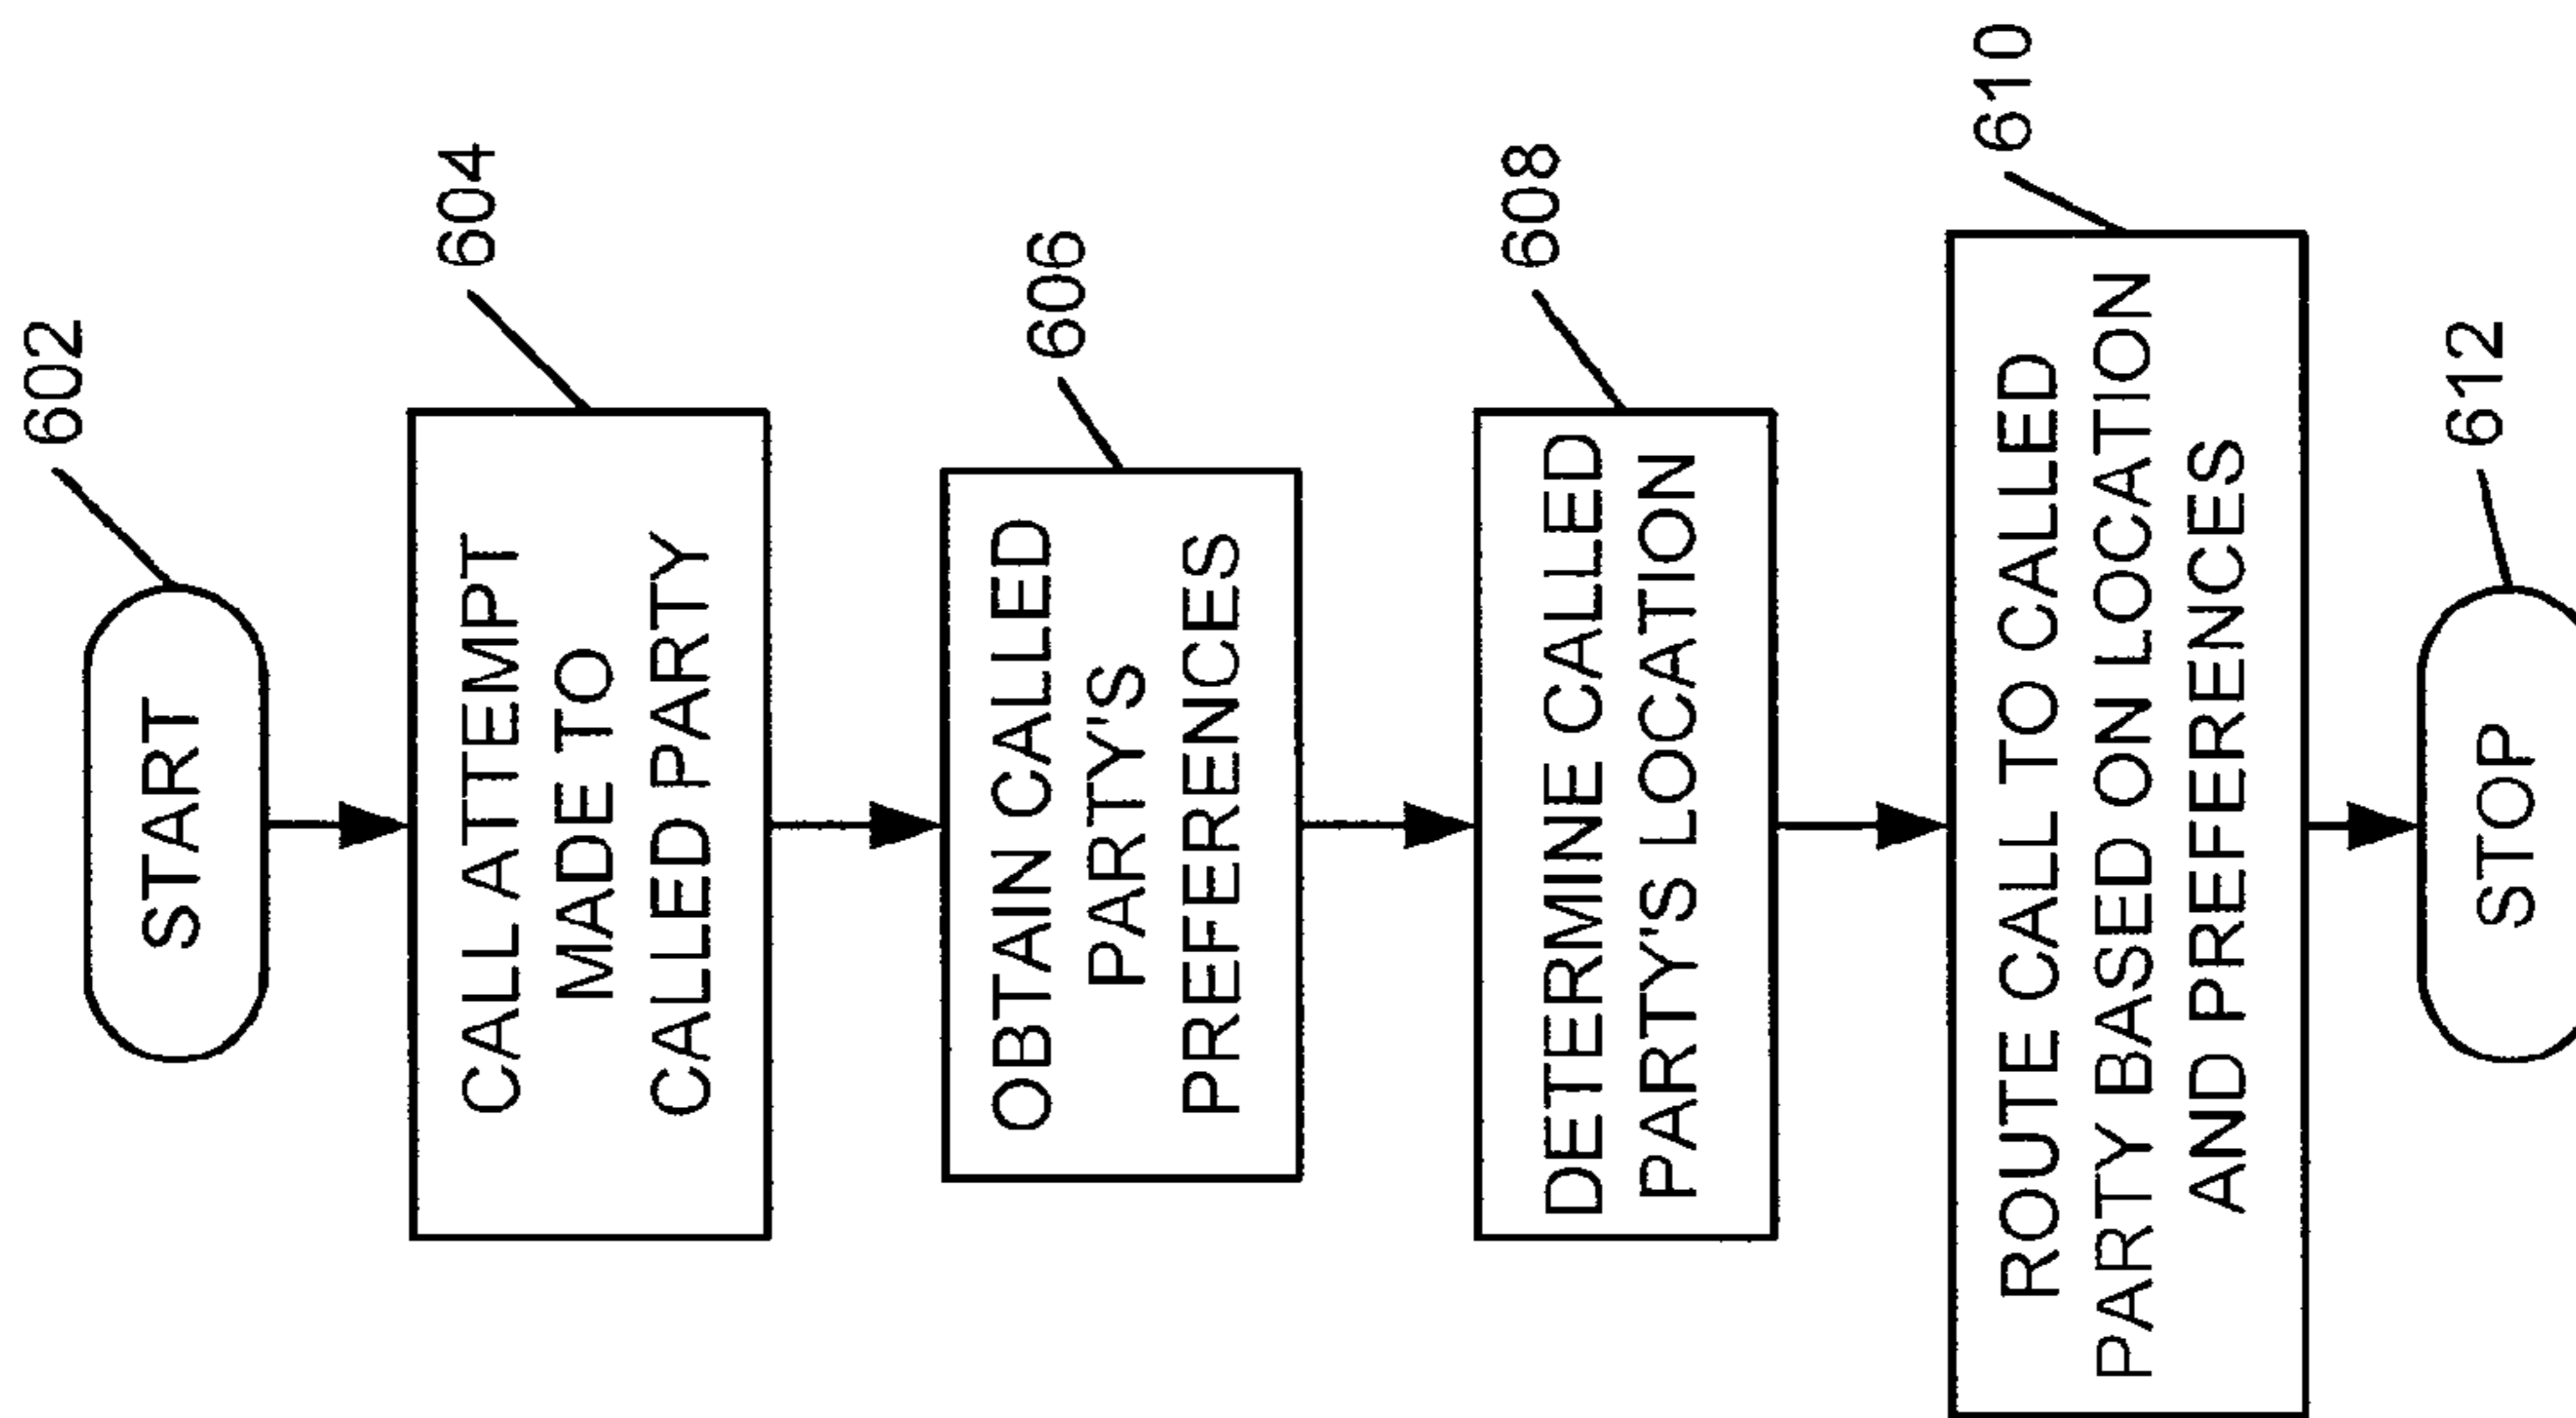 602
START
604
CALL ATTEMPT
MADE TO
CALLED PARTY
606
OBTAIN CALLED
PARTY'S
PREFERENCES
608
DETERMINE CALLED
PARTY'S LOCATION
610
ROUTE CALL TO CALLED
PARTY BASED ON LOCATION
AND PREFERENCES
612
STOP